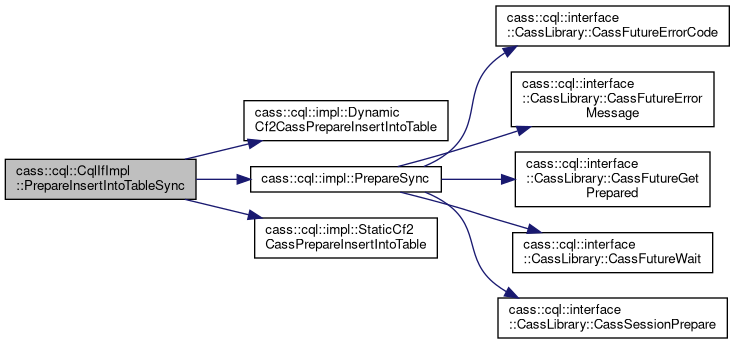 cass::cql::CqlIfImpl
::PrepareInsertIntoTableSync
cass::cql::impl::Dynamic
Cf2CassPrepareInsertIntoTable
cass::cql::impl::PrepareSync
cass::cql::impl::StaticCf2
CassPrepareInsertIntoTable
cass::cql::interface
::CassLibrary::CassFutureErrorCode
cass::cql::interface
::CassLibrary::CassFutureError
Message
cass::cql::interface
::CassLibrary::CassFutureGet
Prepared
cass::cql::interface
::CassLibrary::CassFutureWait
cass::cql::interface
::CassLibrary::CassSessionPrepare